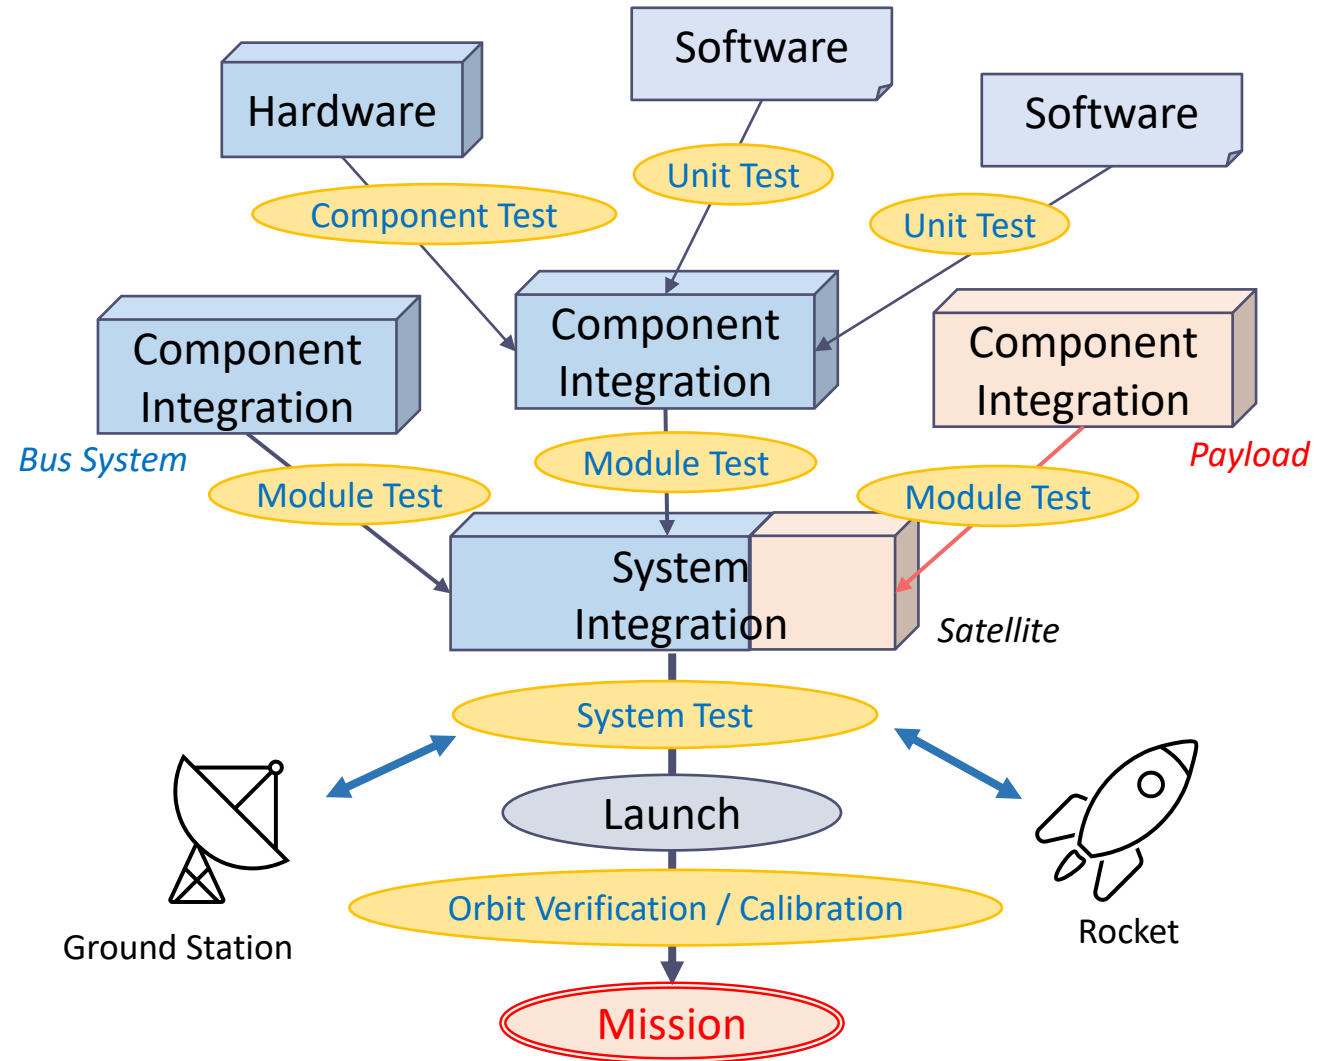 Software
Hardware
Software
Unit Test
Component Test
Unit Test
Component
Integration
Component
Integration
Component
Integration
Bus System
Payload
Module Test
Module Test
Module Test
System
Integration
Satellite
System Test
Launch
Orbit Verification / Calibration
Ground Station
Rocket
Mission